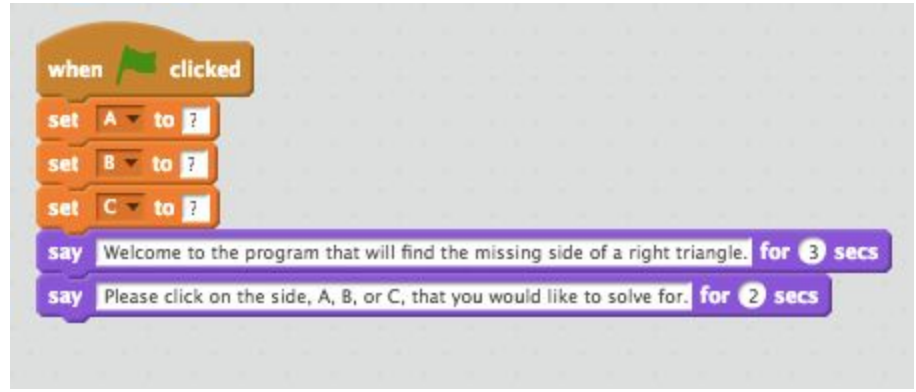 when clicked
set A to ?
set B to ?
set C to ?
say Welcome to the program that will find the missing side of a right triangle. for 3 secs
say Please click on the side, A, B, or C, that you would like to solve for. for 2 secs